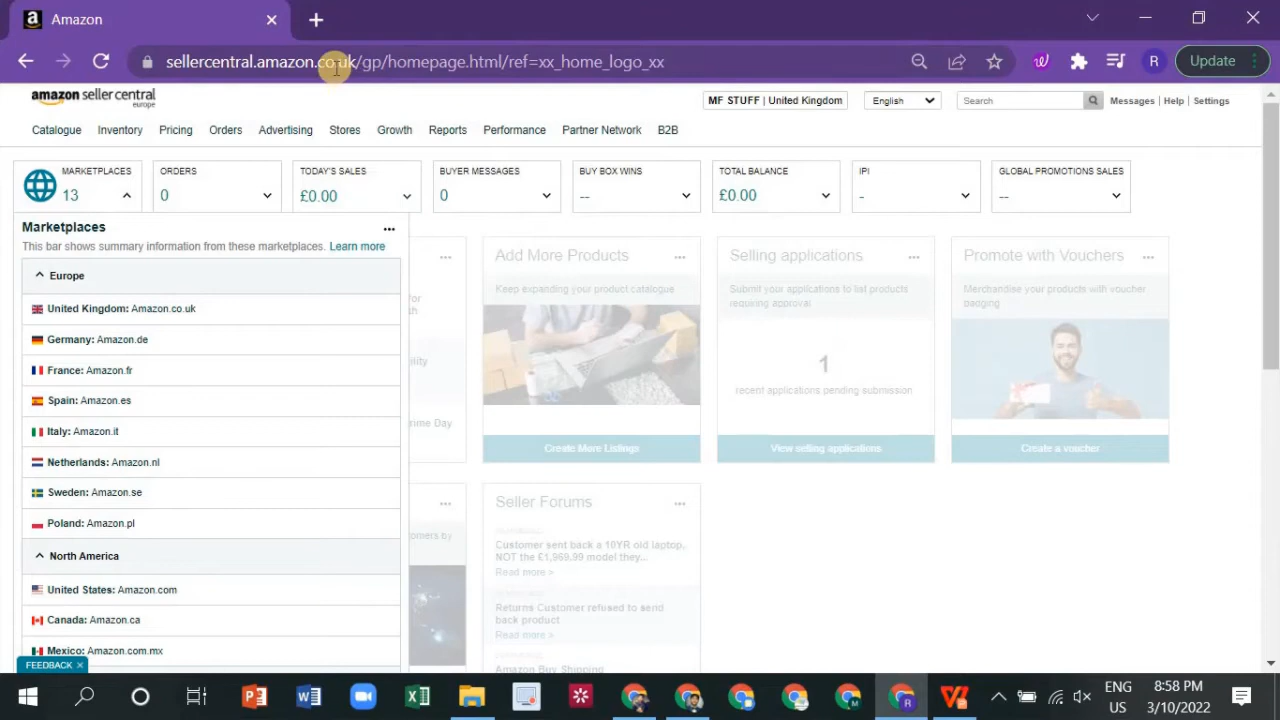 Amazon
sellercentral.amazon.co.uk/gp/homepage.html/ref=xx_home_logo_xx
R
Update
amazon seller central
europe
MF STUFF | United Kingdom
English
Search
Messages | Help | Settings
Catalogue Inventory Pricing Orders Advertising Stores Growth Reports Performance Partner Network B2B
MARKETPLACES
13
ORDERS
0
TODAY'S SALES
£0.00
BUYER MESSAGES
0
BUY BOX WINS
--
TOTAL BALANCE
£0.00
IPI
-
GLOBAL PROMOTIONS SALES
--
Marketplaces
This bar shows summary information from these marketplaces. Learn more
Europe
United Kingdom: Amazon.co.uk
Germany: Amazon.de
France: Amazon.fr
Spain: Amazon.es
Italy: Amazon.it
Netherlands: Amazon.nl
Sweden: Amazon.se
Poland: Amazon.pl
North America
United States: Amazon.com
Canada: Amazon.ca
Mexico: Amazon.com.mx
FEEDBACK ×
for
Add More Products
Keep expanding your product catalogue
Create More Listings
Selling applications
Submit your applications to list products
requiring approval
1
recent applications pending submission
View selling applications
Promote with Vouchers
Merchandise your products with voucher
badging
Create a voucher
Day
Seller Forums
Customer sent back a 10YR old laptop,
NOT the £1,969.99 model they...
Read more >
Returns Customer refused to send
back product
Read more >
Amazon Buy Shipping
ENG
US
8:58 PM
3/10/2022